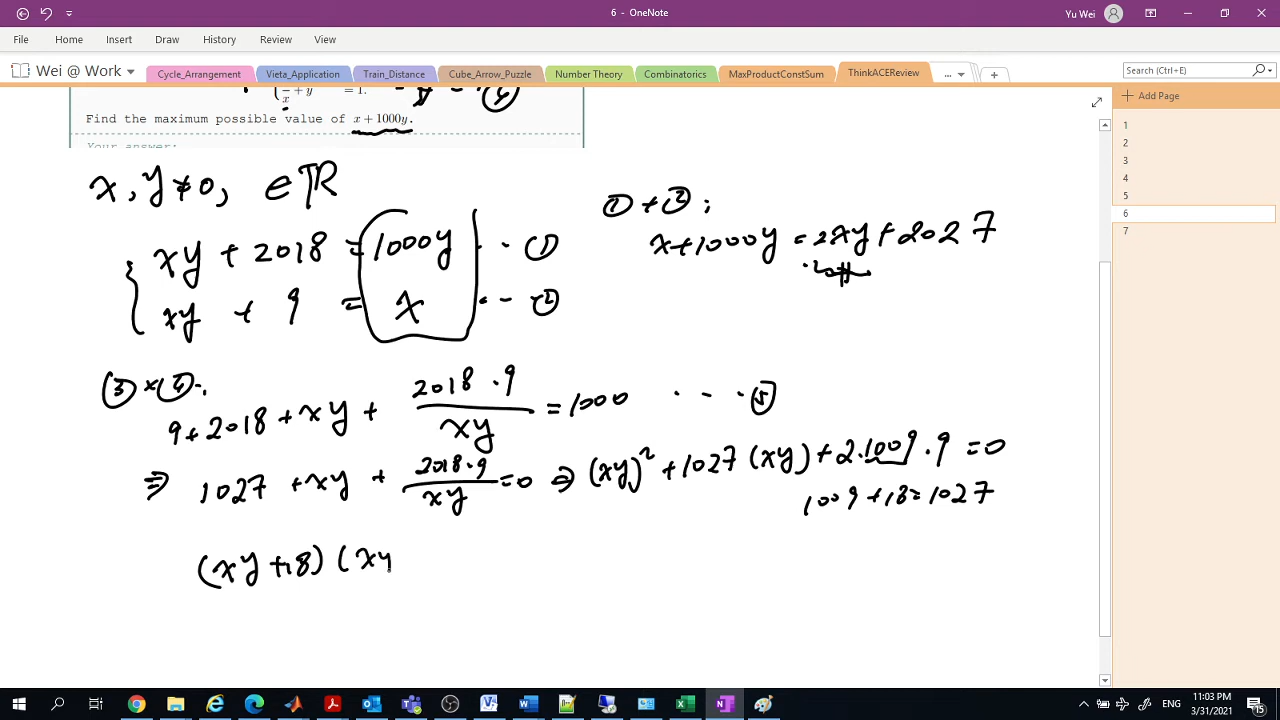 6 - OneNote
Yu Wei
File Home Insert Draw History Review View
Wei @ Work
Cycle_Arrangement Vieta_Application Train_Distance Cube_Arrow_Puzzle Number Theory Combinatorics MaxProductConstSum ThinkACEReview ... +
Search (Ctrl+E)
Add Page
1
2
3
4
5
6
7
9/x + y = 1.
Find the maximum possible value of x + 1000y.
Your answer:
x, y ≠ 0, ∈ ℝ
xy + 2018 = 1000y -- ①
xy + 9 = x -- ②
① + ② :
x+1000y = 2xy + 2027
③ × ④ :
9 + 2018 + xy + 2018 · 9 / xy = 1000 · - · ⑤
⇒ 1027 + xy + 2018·9 / xy = 0 ⇒ (xy)² + 1027 (xy) + 2·1009·9 = 0
1009 + 18 = 1027
(xy + 18) (xy
11:03 PM
3/31/2021